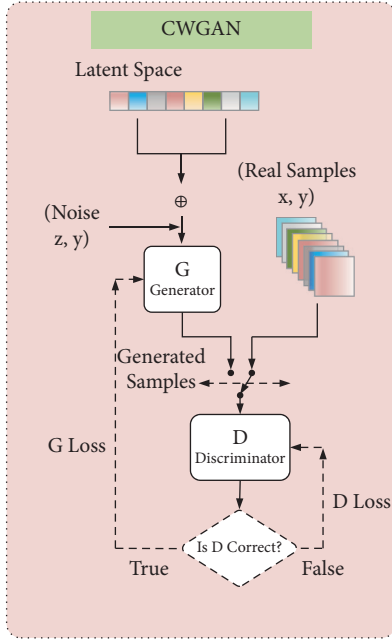 CWGAN
Latent Space
⊕
(Real Samples
x, y)
(Noise
z, y)
G
Generator
Generated
Samples
D
Discriminator
G Loss
D Loss
Is D Correct?
True
False